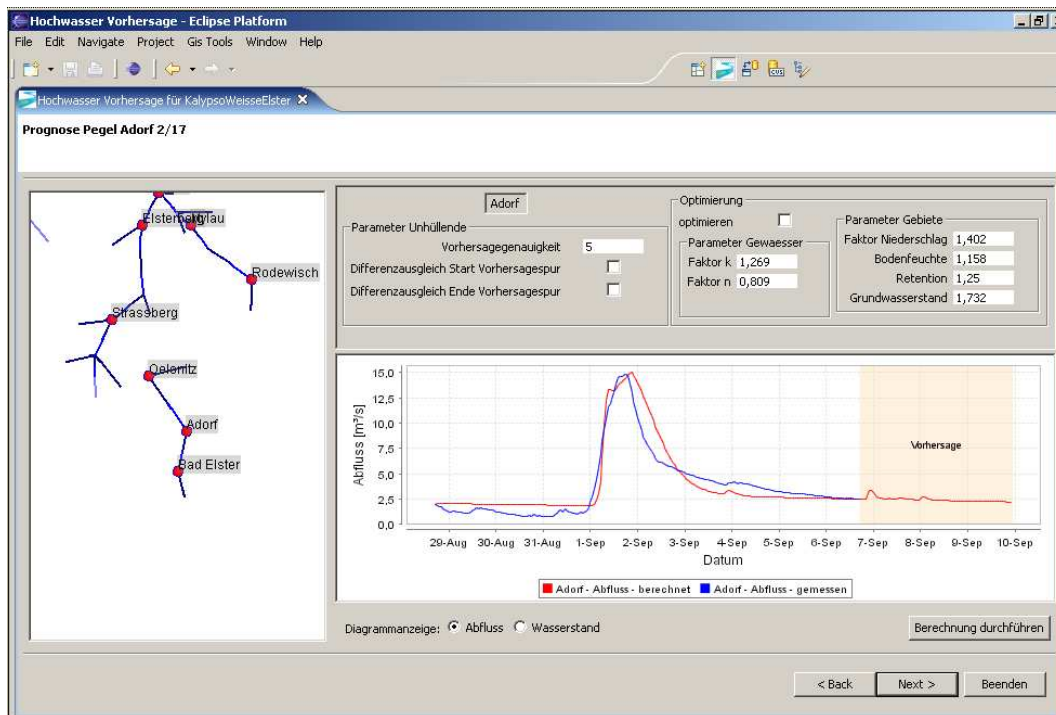 Hochwasser Vorhersage - Eclipse Platform
File Edit Navigate Project Gis Tools Window Help
CVS
Hochwasser Vorhersage für KalypsoWeisseElster
Prognose Pegel Adorf 2/17
Elsterberg
Rodewisch
Strassberg
Oelsnitz
Adorf
Bad Elster
Adorf
Parameter Umhüllende
Vorhersagegenauigkeit 5
Differenzausgleich Start Vorhersagespur
Differenzausgleich Ende Vorhersagespur
Optimierung
optimieren
Parameter Gewaesser
Faktor k 1,269
Faktor n 0,809
Parameter Gebiete
Faktor Niederschlag 1,402
Bodenfeuchte 1,158
Retention 1,25
Grundwasserstand 1,732
Abfluss [m³/s]
15,0
12,5
10,0
7,5
5,0
2,5
0,0
Vorhersage
29-Aug 30-Aug 31-Aug 1-Sep 2-Sep 3-Sep 4-Sep 5-Sep 6-Sep 7-Sep 8-Sep 9-Sep 10-Sep
Datum
Adorf - Abfluss - berechnet Adorf - Abfluss - gemessen
Diagrammanzeige: Abfluss Wasserstand
Berechnung durchführen
< Back Next > Beenden